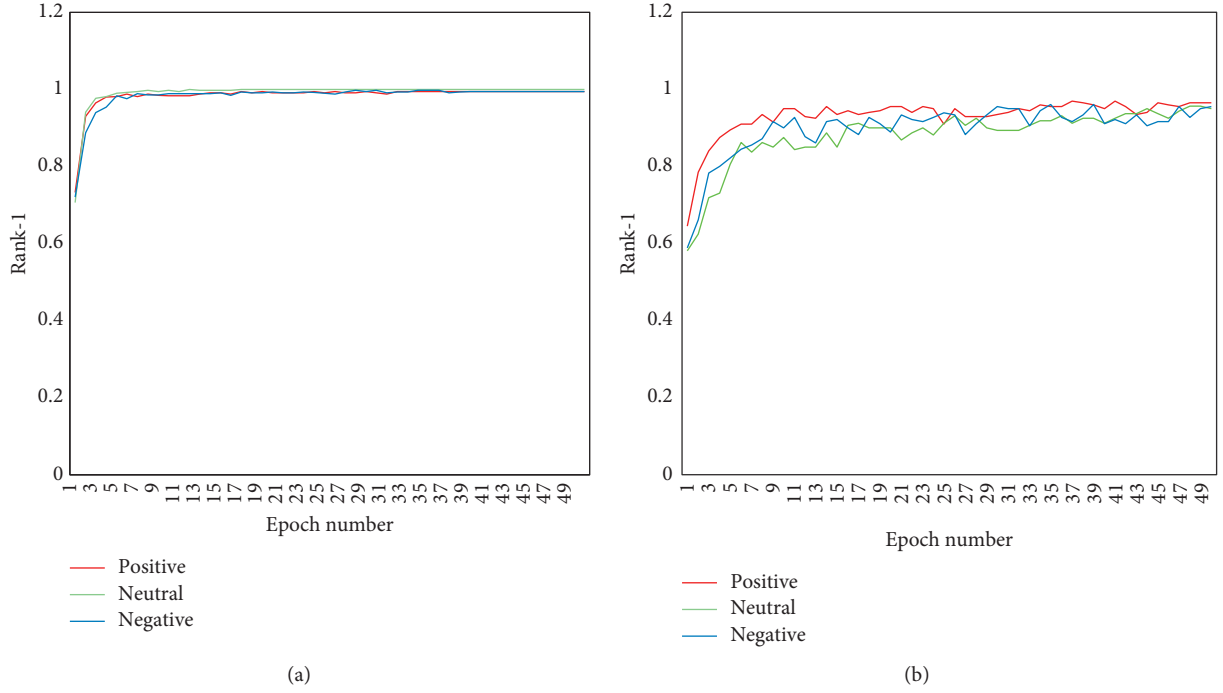 1.2
1
0.8
0.6
0.4
0.2
0
Rank-1
1 3 5 7 9 11 13 15 17 19 21 23 25 27 29 31 33 35 37 39 41 43 45 47 49
Epoch number
Positive
Neutral
Negative
(a)
1.2
1
0.8
0.6
0.4
0.2
0
Rank-1
1 3 5 7 9 11 13 15 17 19 21 23 25 27 29 31 33 35 37 39 41 43 45 47 49
Epoch number
Positive
Neutral
Negative
(b)